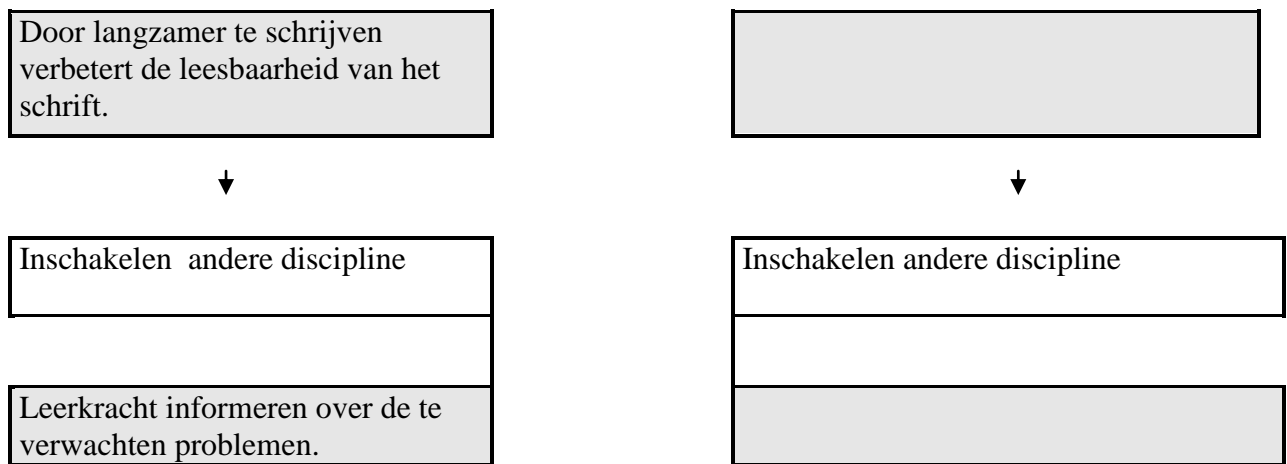 Door langzamer te schrijven
verbetert de leesbaarheid van het
schrift.
Inschakelen andere discipline
Inschakelen andere discipline
Leerkracht informeren over de te
verwachten problemen.